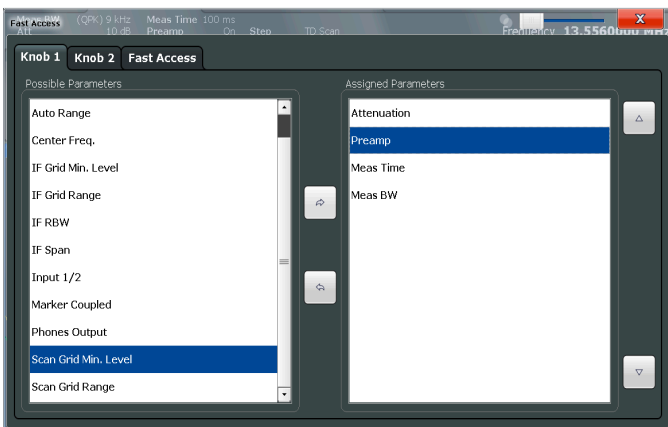 Fast Access
(QPK) 9 kHz Meas Time 100 ms
Att 10 dB Preamp On Step TD Scan
Frequency 13.5560000 MHz
X
Knob 1 Knob 2 Fast Access
Possible Parameters
Auto Range
Center Freq.
IF Grid Min. Level
IF Grid Range
IF RBW
IF Span
Input 1/2
Marker Coupled
Phones Output
Scan Grid Min. Level
Scan Grid Range
Assigned Parameters
Attenuation
Preamp
Meas Time
Meas BW